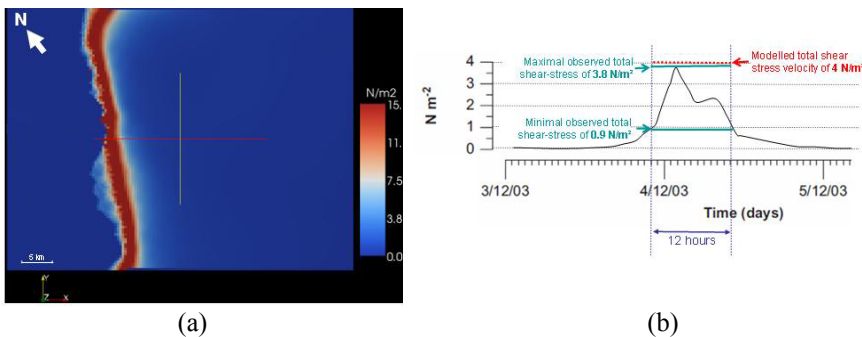 N
N/m2
15.
11.
7.5
3.8
0.0
5 km
Y
Z
X
(a)
Maximal observed total
shear-stress of 3.8 N/m²
Modelled total shear
stress velocity of 4 N/m²
Minimal observed total
shear-stress of 0.9 N/m²
N m⁻²
4
3
2
1
0
3/12/03
4/12/03
5/12/03
Time (days)
12 hours
(b)